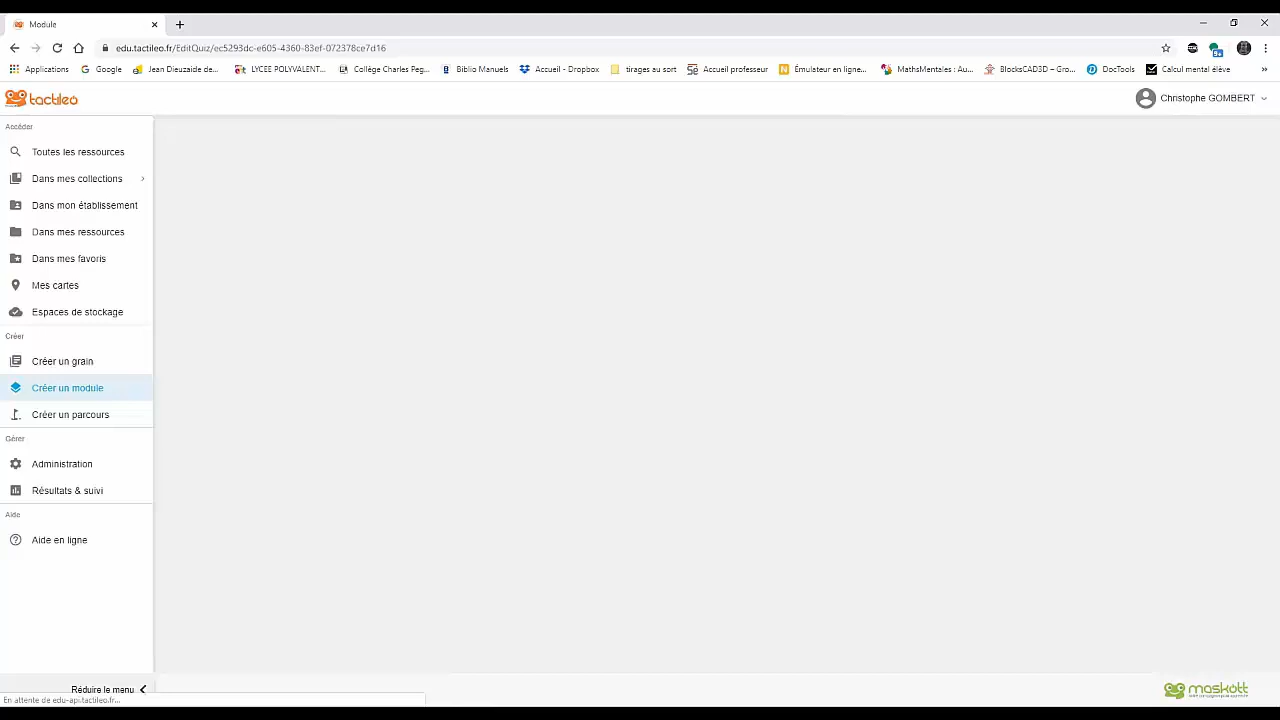 Module
edu.tactileo.fr/EditQuiz/ec5293dc-e605-4360-83ef-072378ce7d16
Applications
Google
Jean Dieuzaide de...
LYCEE POLYVALENT...
Collège Charles Peg...
Biblio Manuels
Accueil - Dropbox
tirages au sort
Accueil professeur
Émulateur en ligne...
MathsMentales : Au...
BlocksCAD3D – Gro...
DocTools
Calcul mental élève
»
tactileo
Christophe GOMBERT
Accéder
Toutes les ressources
Dans mes collections
Dans mon établissement
Dans mes ressources
Dans mes favoris
Mes cartes
Espaces de stockage
Créer
Créer un grain
Créer un module
Créer un parcours
Gérer
Administration
Résultats & suivi
Aide
Aide en ligne
Réduire le menu
En attente de edu-api.tactileo.fr...
maskott